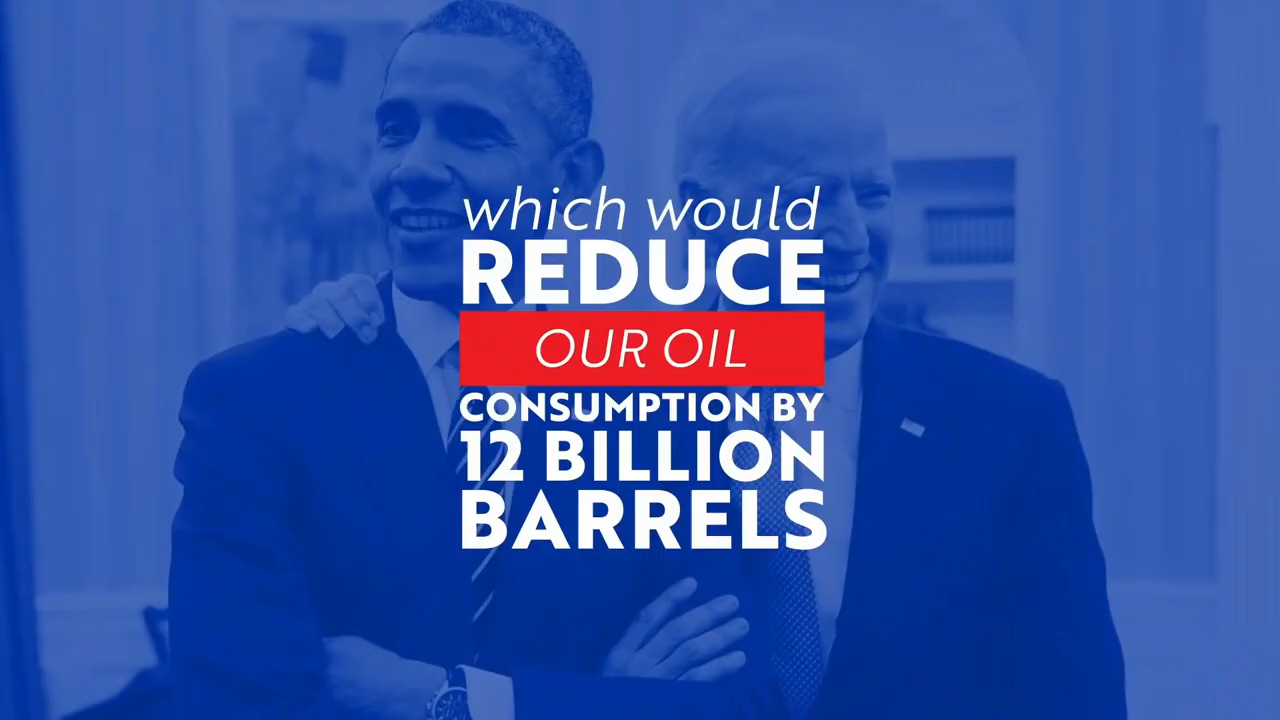 which would
REDUCE
OUR OIL
CONSUMPTION BY
12 BILLION
BARRELS